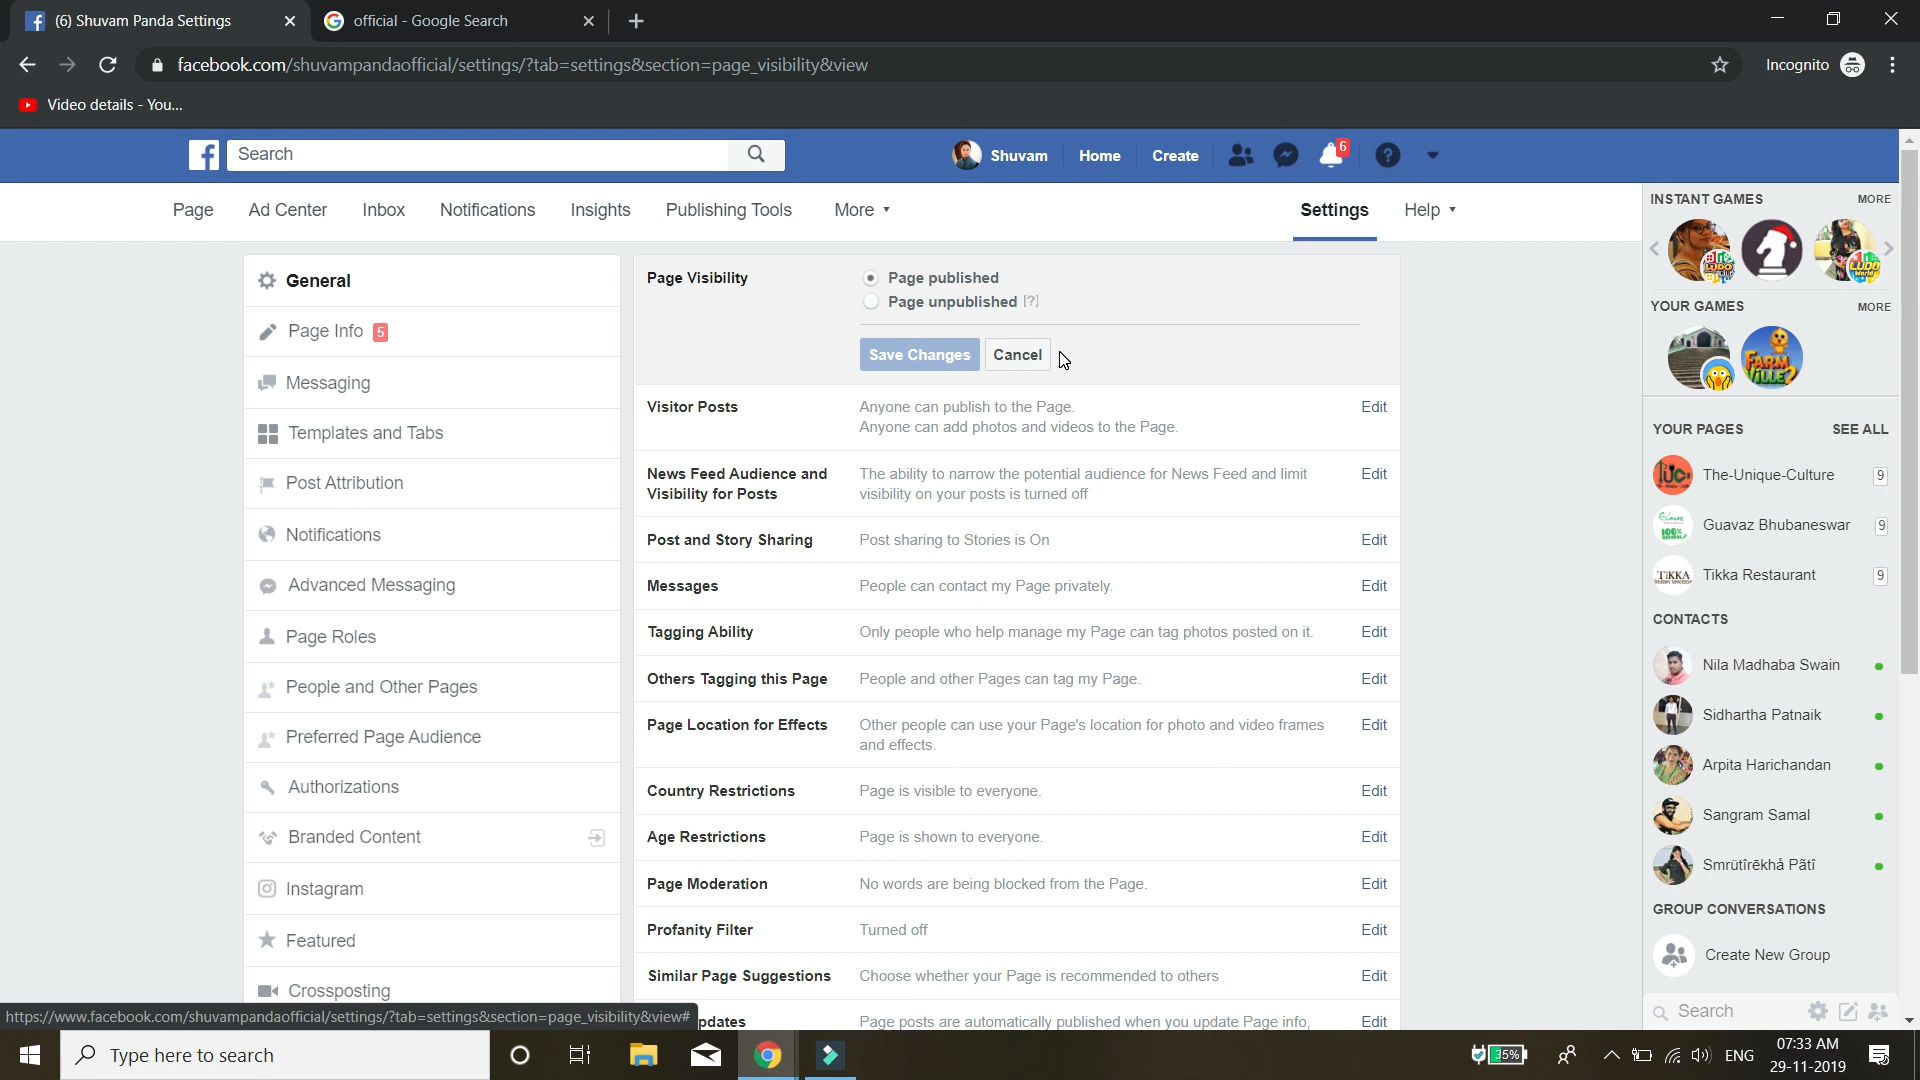 (6) Shuvam Panda Settings
official - Google Search
facebook.com/shuvampandaofficial/settings/?tab=settings&section=page_visibility&view
Incognito
Video details - You...
Search
Shuvam
Home
Create
6
Page
Ad Center
Inbox
Notifications
Insights
Publishing Tools
More
Settings
Help
General
Page Info 5
Messaging
Templates and Tabs
Post Attribution
Notifications
Advanced Messaging
Page Roles
People and Other Pages
Preferred Page Audience
Authorizations
Branded Content
Instagram
Featured
Crossposting
Page Visibility
Page published
Page unpublished [?]
Save Changes
Cancel
Visitor Posts
Anyone can publish to the Page.
Anyone can add photos and videos to the Page.
Edit
News Feed Audience and
Visibility for Posts
The ability to narrow the potential audience for News Feed and limit
visibility on your posts is turned off
Edit
Post and Story Sharing
Post sharing to Stories is On
Edit
Messages
People can contact my Page privately.
Edit
Tagging Ability
Only people who help manage my Page can tag photos posted on it.
Edit
Others Tagging this Page
People and other Pages can tag my Page.
Edit
Page Location for Effects
Other people can use your Page's location for photo and video frames
and effects.
Edit
Country Restrictions
Page is visible to everyone.
Edit
Age Restrictions
Page is shown to everyone.
Edit
Page Moderation
No words are being blocked from the Page.
Edit
Profanity Filter
Turned off
Edit
Similar Page Suggestions
Choose whether your Page is recommended to others
Edit
pdates
Page posts are automatically published when you update Page info,
Edit
INSTANT GAMES
MORE
YOUR GAMES
MORE
FARM
VILLE 2
YOUR PAGES
SEE ALL
The-Unique-Culture
9
Guavaz Bhubaneswar
9
TIKKA
Tikka Restaurant
9
CONTACTS
Nila Madhaba Swain
Sidhartha Patnaik
Arpita Harichandan
Sangram Samal
Smrütîrēkhå Pãtî
GROUP CONVERSATIONS
Create New Group
Search
https://www.facebook.com/shuvampandaofficial/settings/?tab=settings&section=page_visibility&view#
Type here to search
35%
ENG
07:33 AM
29-11-2019